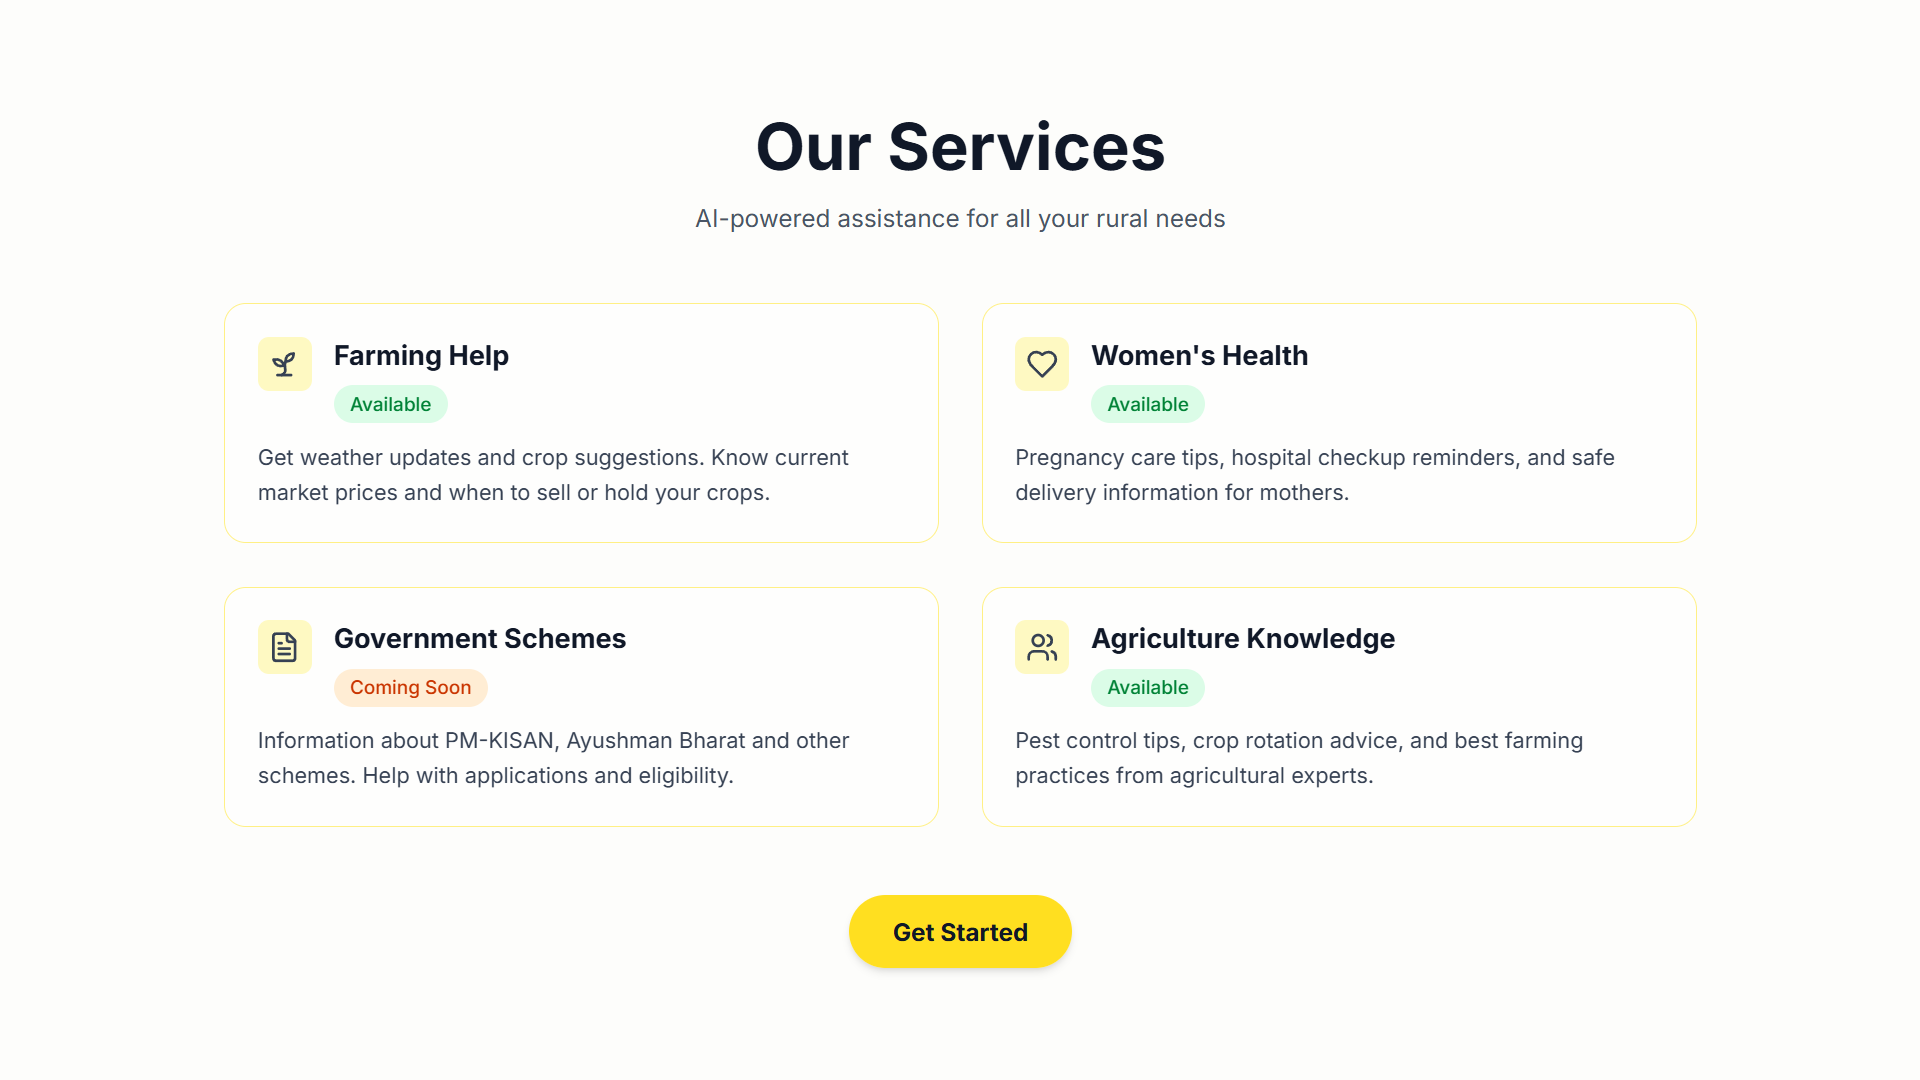 Our Services
AI-powered assistance for all your rural needs
Farming Help
Available
Get weather updates and crop suggestions. Know current
market prices and when to sell or hold your crops.
Women's Health
Available
Pregnancy care tips, hospital checkup reminders, and safe
delivery information for mothers.
Government Schemes
Coming Soon
Information about PM-KISAN, Ayushman Bharat and other
schemes. Help with applications and eligibility.
Agriculture Knowledge
Available
Pest control tips, crop rotation advice, and best farming
practices from agricultural experts.
Get Started